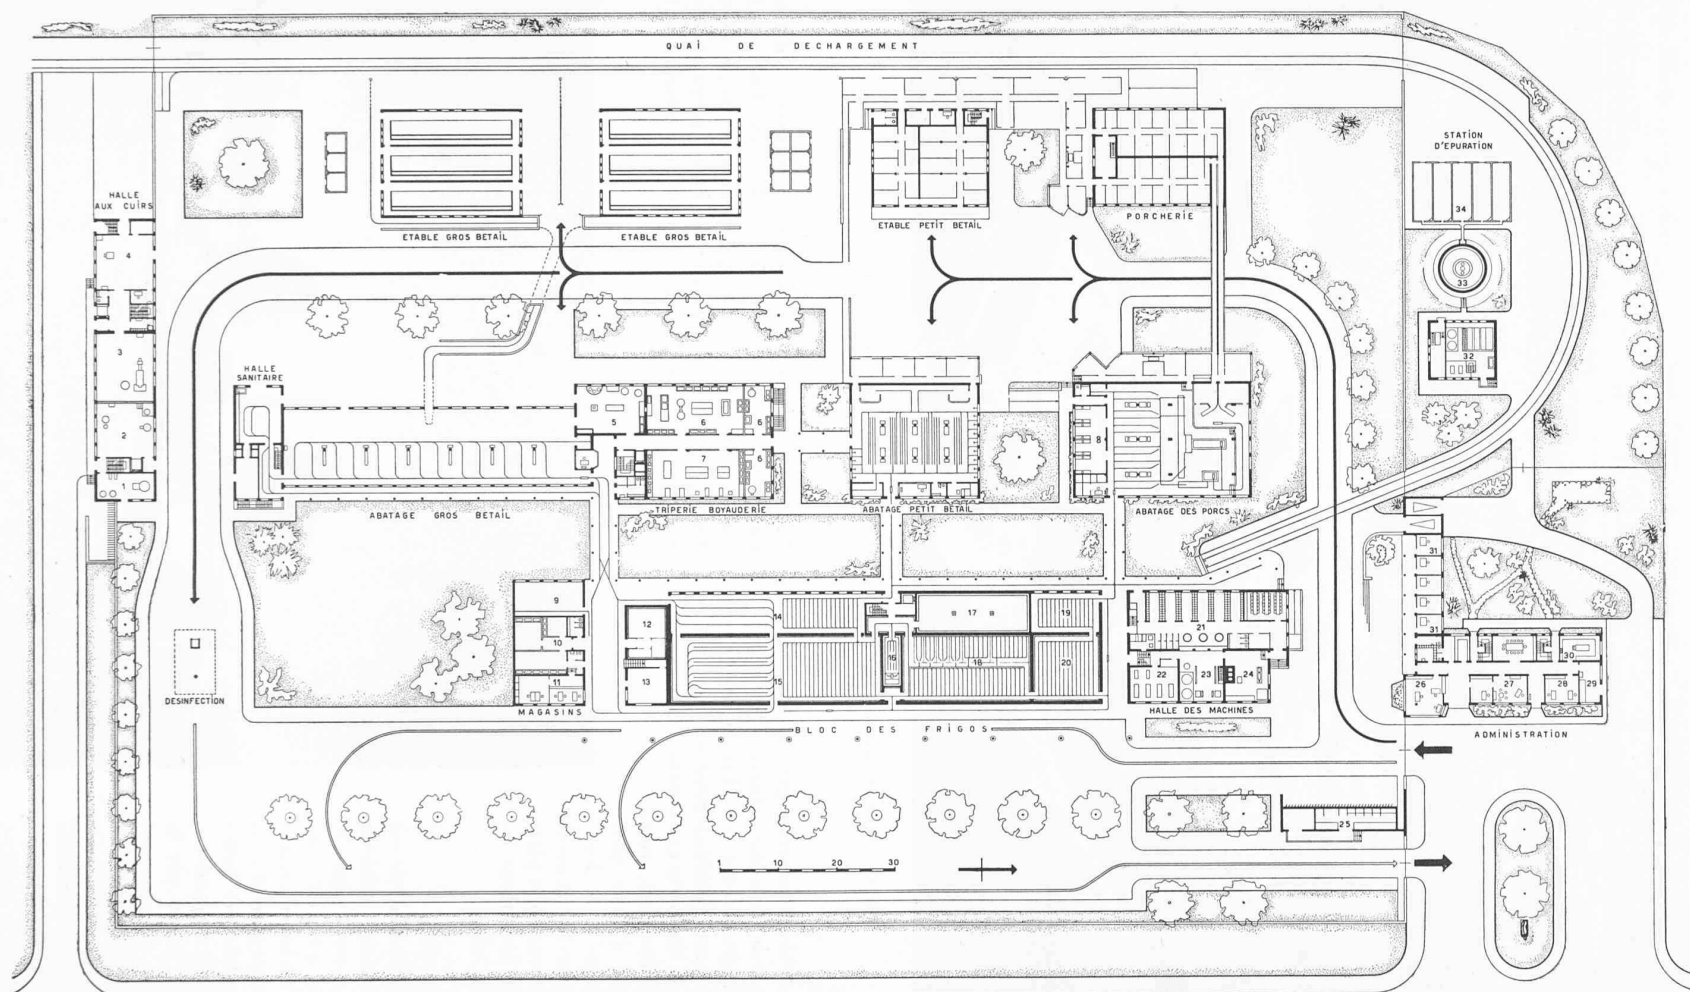 QUAI DE DECHARGEMENT
STATION
D'EPURATION
HALLE
AUX CUIRS
34
PORCHERIE
ETABLE PETIT BETAIL
ETABLE GROS BETAIL
ETABLE GROS BETAIL
4
33
3
32
HALLE
SANITAIRE
5
6
6
8
2
7
6
1
TRIPERIE BOYAUDERIE
ABATAGE PETIT BETAIL
ABATAGE DES PORCS
ABATAGE GROS BETAIL
31
9
12
14
17
19
21
31
10
16
18
20
30
13
15
11
22
23
24
26
27
28
29
DESINFECTION
MAGASINS
HALLE DES MACHINES
BLOC DES FRIGOS
ADMINISTRATION
25
1 10 20 30